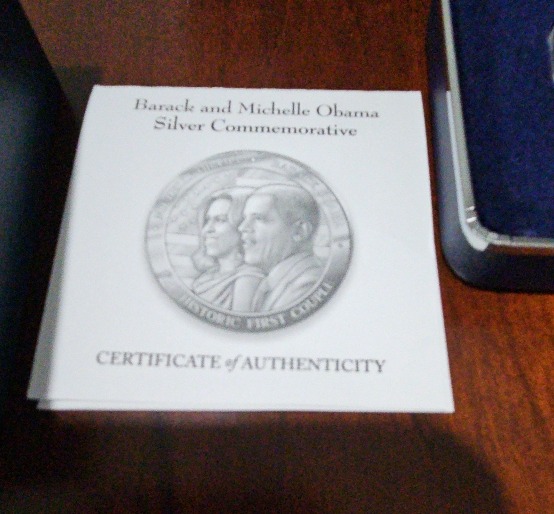 Barack and Michelle Obama
Silver Commemorative
HISTORIC FIRST COUPLE
CERTIFICATE of AUTHENTICITY